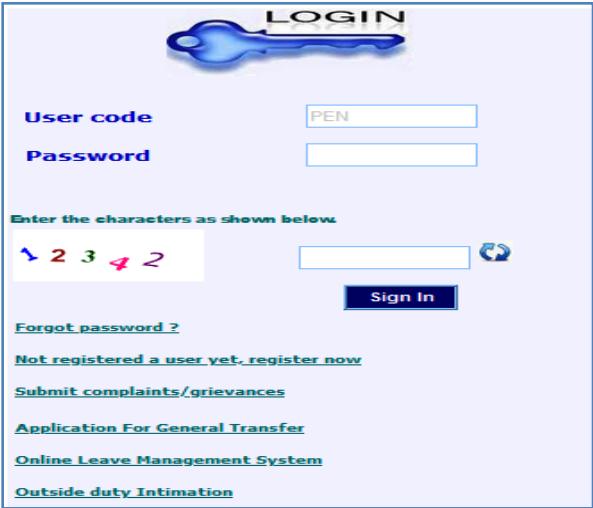 LOGIN
User code PEN
Password
Enter the characters as shown below.
1 2 3 4 2
Sign In
Forgot password ?
Not registered a user yet, register now
Submit complaints/grievances
Application For General Transfer
Online Leave Management System
Outside duty Intimation